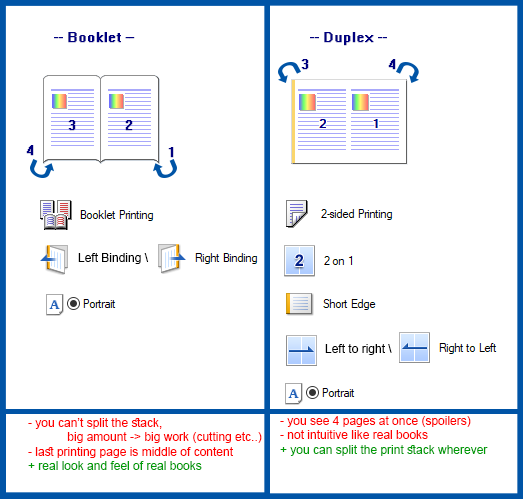 -- Booklet –
3
2
4
1
Booklet Printing
Left Binding \
Right Binding
A
Portrait
- you can't split the stack,
big amount -> big work (cutting etc..)
- last printing page is middle of content
+ real look and feel of real books
-- Duplex --
3
4
2
1
2-sided Printing
2
2 on 1
Short Edge
Left to right \
Right to Left
A
Portrait
- you see 4 pages at once (spoilers)
- not intuitive like real books
+ you can split the print stack wherever